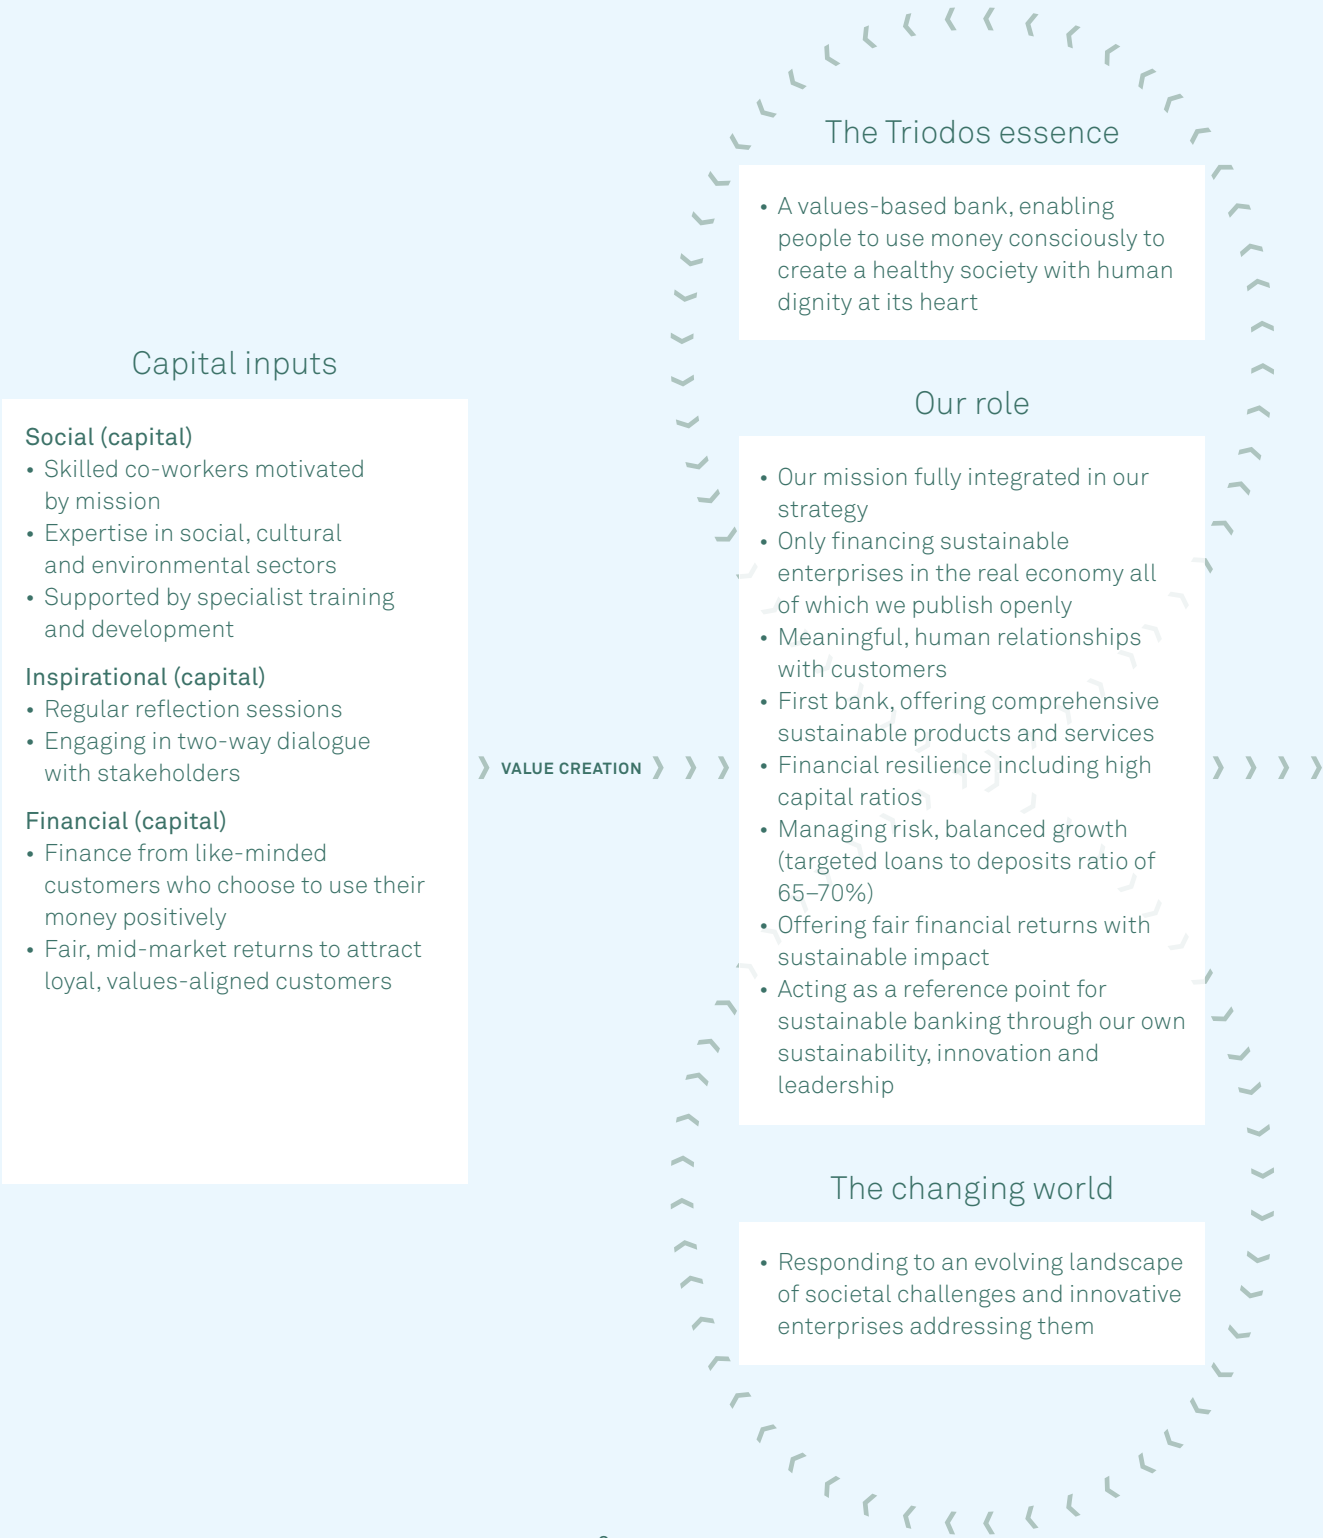 Capital inputs
Social (capital)
• Skilled co-workers motivated
by mission
• Expertise in social, cultural
and environmental sectors
• Supported by specialist training
and development
Inspirational (capital)
• Regular reflection sessions
• Engaging in two-way dialogue
with stakeholders
Financial (capital)
• Finance from like-minded
customers who choose to use their
money positively
• Fair, mid-market returns to attract
loyal, values-aligned customers
VALUE CREATION
The Triodos essence
• A values-based bank, enabling
people to use money consciously to
create a healthy society with human
dignity at its heart
Our role
• Our mission fully integrated in our
strategy
• Only financing sustainable
enterprises in the real economy all
of which we publish openly
• Meaningful, human relationships
with customers
• First bank, offering comprehensive
sustainable products and services
• Financial resilience including high
capital ratios
• Managing risk, balanced growth
(targeted loans to deposits ratio of
65–70%)
• Offering fair financial returns with
sustainable impact
• Acting as a reference point for
sustainable banking through our own
sustainability, innovation and
leadership
The changing world
• Responding to an evolving landscape
of societal challenges and innovative
enterprises addressing them